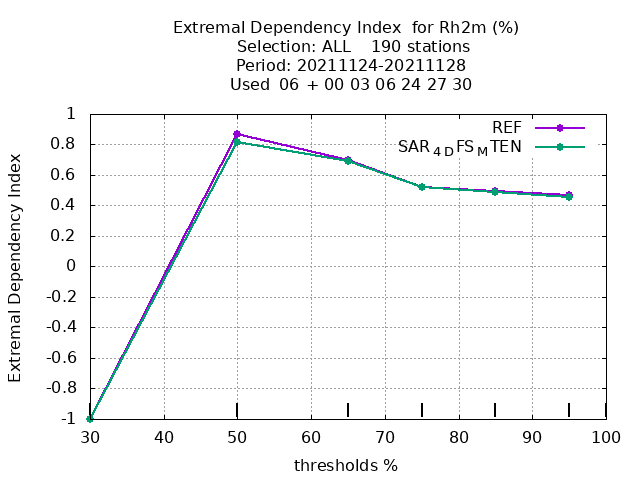 Extremal Dependency Index  for Rh2m (%)
Selection: ALL    190 stations
Period: 20211124-20211128
Used  06  + 00 03 06 24 27 30
REF
SAR4DFSMTEN
1
0.8
0.6
0.4
0.2
0
-0.2
-0.4
-0.6
-0.8
-1
Extremal Dependency Index
30 40 50 60 70 80 90 100
thresholds %